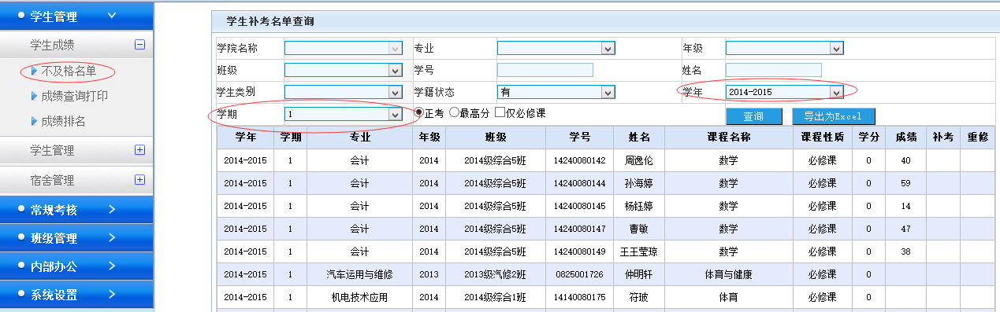 学生管理
学生成绩
不及格名单
成绩查询打印
成绩排名
学生管理
宿舍管理
常规考核
班级管理
内部办公
系统设置
学生补考名单查询
学院名称 专业 年级
班级 学号 姓名
学生类别 学籍状态 有 学年 2014-2015
学期 1 正考 最高分 仅必修课 查询 导出为Excel
学年 学期 专业 年级 班级 学号 姓名 课程名称 课程性质 学分 成绩 补考 重修
2014-2015 1 会计 2014 2014级综合5班 14240080142 周逸伦 数学 必修课 0 40
2014-2015 1 会计 2014 2014级综合5班 14240080144 孙海婷 数学 必修课 0 59
2014-2015 1 会计 2014 2014级综合5班 14240080145 杨钰婷 数学 必修课 0 14
2014-2015 1 会计 2014 2014级综合5班 14240080147 曹敏 数学 必修课 0 47
2014-2015 1 会计 2014 2014级综合5班 14240080149 王王莹琼 数学 必修课 0 38
2014-2015 1 汽车运用与维修 2013 2013级汽修2班 0825001726 仲明轩 体育与健康 必修课 0
2014-2015 1 机电技术应用 2014 2014级综合1班 14140080175 符玻 体育 必修课 0